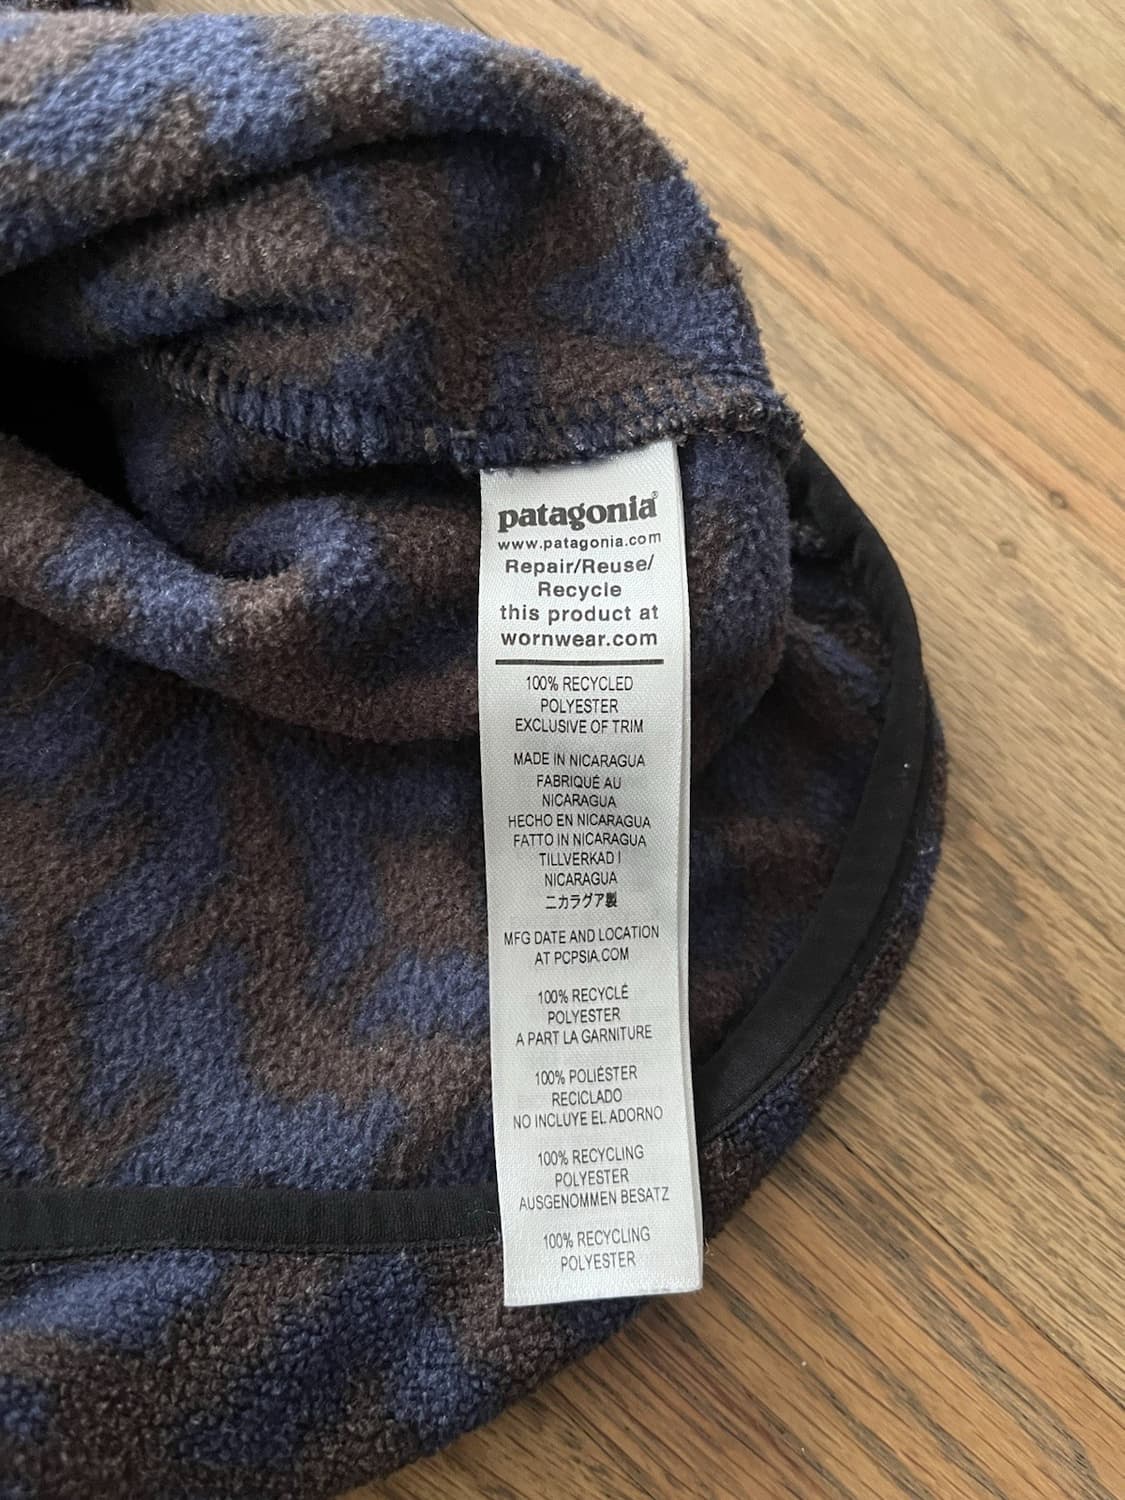 patagonia®
www.patagonia.com
Repair/Reuse/
Recycle
this product at
wornwear.com
100% RECYCLED
POLYESTER
EXCLUSIVE OF TRIM
MADE IN NICARAGUA
FABRIQUÉ AU
NICARAGUA
HECHO EN NICARAGUA
FATTO IN NICARAGUA
TILLVERKAD I
NICARAGUA
ニカラグア製
MFG DATE AND LOCATION
AT PCPSIA.COM
100% RECYCLÉ
POLYESTER
A PART LA GARNITURE
100% POLIÉSTER
RECICLADO
NO INCLUYE EL ADORNO
100% RECYCLING
POLYESTER
AUSGENOMMEN BESATZ
100% RECYCLING
POLYESTER